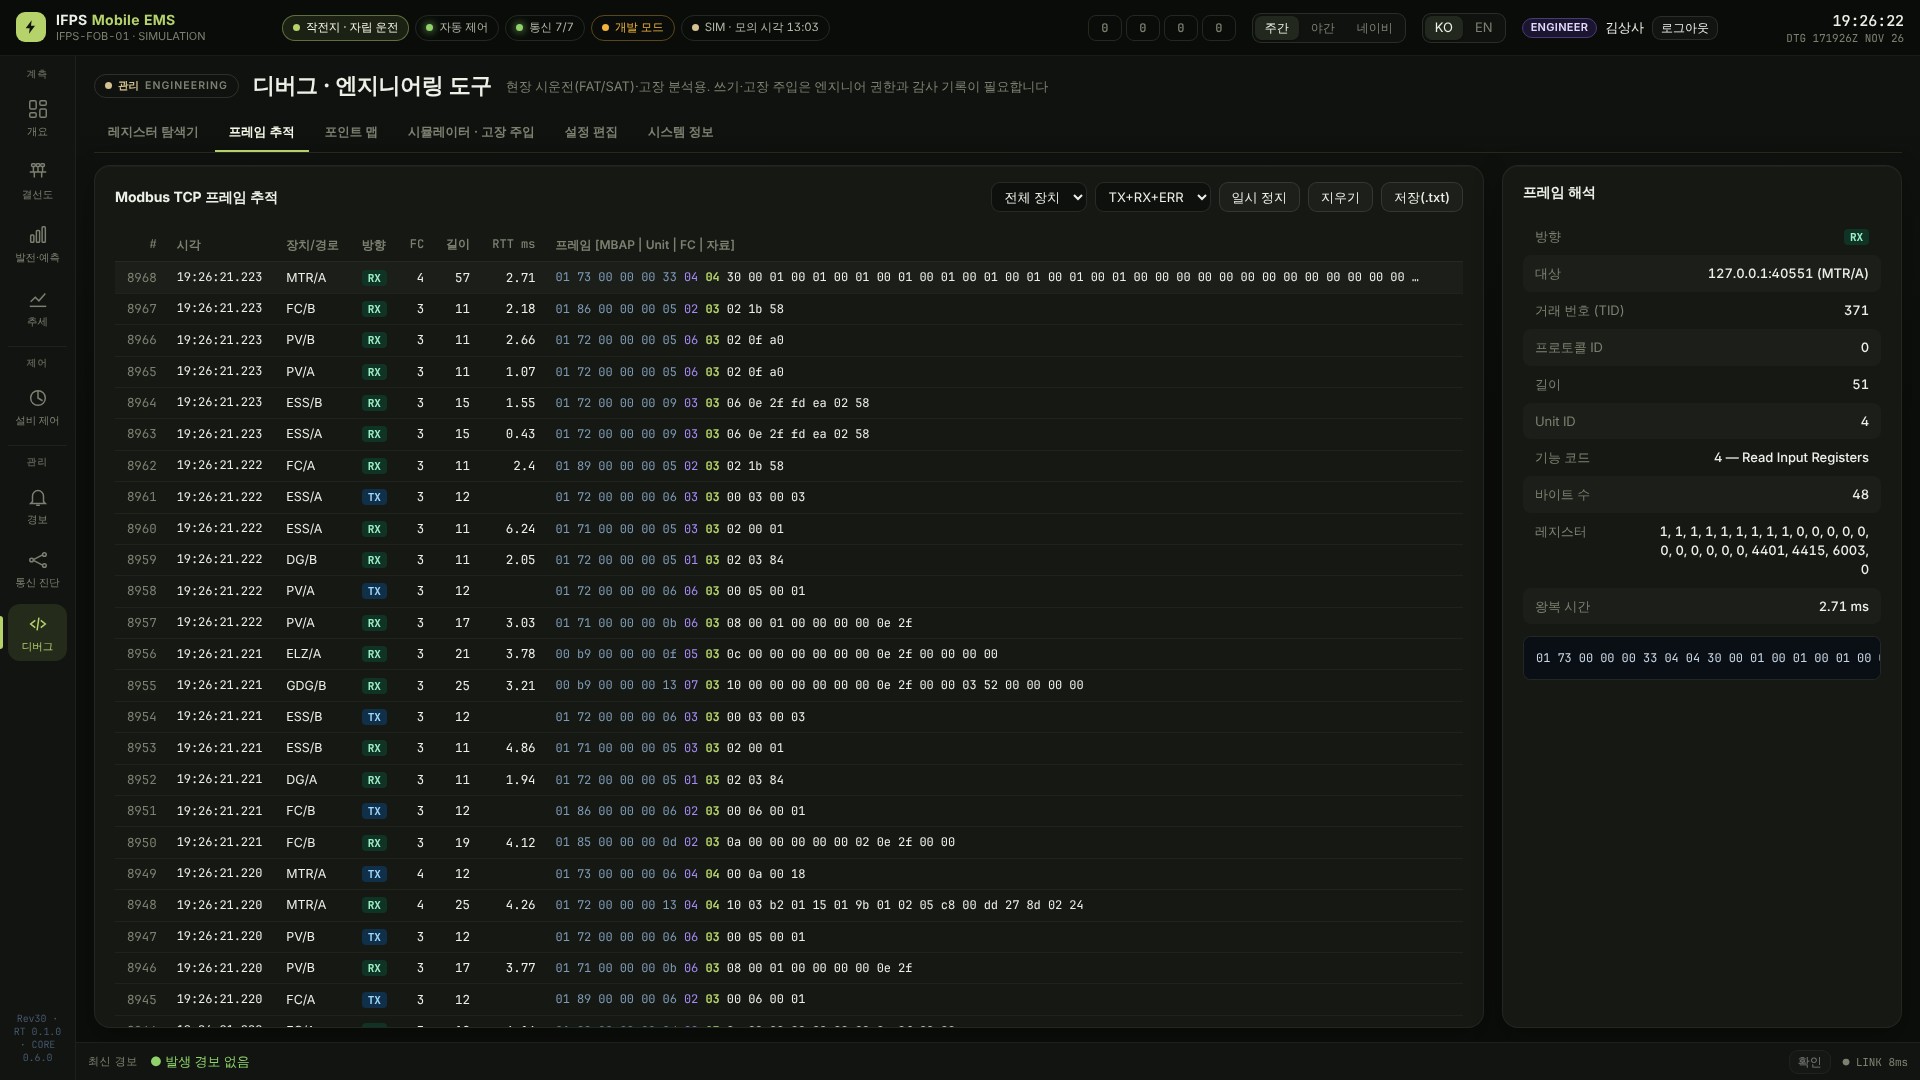 IFPS Mobile EMS
IFPS-FOB-01 · SIMULATION
작전지 · 자립 운전
자동 제어
통신 7/7
개발 모드
SIM · 모의 시각 13:03
0 0 0 0
주간 야간 네이비
KO EN
ENGINEER 김상사 로그아웃
19:26:22
DTG 171926Z NOV 26
계측
개요
결선도
발전·예측
추세
제어
설비 제어
관리
경보
통신 진단
디버그
Rev30 ·
RT 0.1.0
· CORE
0.6.0
관리 ENGINEERING
디버그 · 엔지니어링 도구
현장 시운전(FAT/SAT)·고장 분석용. 쓰기·고장 주입은 엔지니어 권한과 감사 기록이 필요합니다
레지스터 탐색기 프레임 추적 포인트 맵 시뮬레이터 · 고장 주입 설정 편집 시스템 정보
Modbus TCP 프레임 추적
전체 장치 TX+RX+ERR 일시 정지 지우기 저장(.txt)
# 시각 장치/경로 방향 FC 길이 RTT ms 프레임 [MBAP | Unit | FC | 자료]
8968 19:26:21.223 MTR/A RX 4 57 2.71 01 73 00 00 00 33 04 04 30 00 01 00 01 00 01 00 01 00 01 00 01 00 01 00 01 00 01 00 00 00 00 00 00 00 00 00 00 00 00 00 …
8967 19:26:21.223 FC/B RX 3 11 2.18 01 86 00 00 00 05 02 03 02 1b 58
8966 19:26:21.223 PV/B RX 3 11 2.66 01 72 00 00 00 05 06 03 02 0f a0
8965 19:26:21.223 PV/A RX 3 11 1.07 01 72 00 00 00 05 06 03 02 0f a0
8964 19:26:21.223 ESS/B RX 3 15 1.55 01 72 00 00 00 09 03 03 06 0e 2f fd ea 02 58
8963 19:26:21.223 ESS/A RX 3 15 0.43 01 72 00 00 00 09 03 03 06 0e 2f fd ea 02 58
8962 19:26:21.222 FC/A RX 3 11 2.4 01 89 00 00 00 05 02 03 02 1b 58
8961 19:26:21.222 ESS/A TX 3 12 01 72 00 00 00 06 03 03 00 03 00 03
8960 19:26:21.222 ESS/A RX 3 11 6.24 01 71 00 00 00 05 03 03 02 00 01
8959 19:26:21.222 DG/B RX 3 11 2.05 01 72 00 00 00 05 01 03 02 03 84
8958 19:26:21.222 PV/A TX 3 12 01 72 00 00 00 06 06 03 00 05 00 01
8957 19:26:21.222 PV/A RX 3 17 3.03 01 71 00 00 00 0b 06 03 08 00 01 00 00 00 00 0e 2f
8956 19:26:21.221 ELZ/A RX 3 21 3.78 00 b9 00 00 00 0f 05 03 0c 00 00 00 00 00 00 0e 2f 00 00 00 00
8955 19:26:21.221 GDG/B RX 3 25 3.21 00 b9 00 00 00 13 07 03 10 00 00 00 00 00 00 0e 2f 00 00 03 52 00 00 00 00
8954 19:26:21.221 ESS/B TX 3 12 01 72 00 00 00 06 03 03 00 03 00 03
8953 19:26:21.221 ESS/B RX 3 11 4.86 01 71 00 00 00 05 03 03 02 00 01
8952 19:26:21.221 DG/A RX 3 11 1.94 01 72 00 00 00 05 01 03 02 03 84
8951 19:26:21.221 FC/B TX 3 12 01 86 00 00 00 06 02 03 00 06 00 01
8950 19:26:21.221 FC/B RX 3 19 4.12 01 85 00 00 00 0d 02 03 0a 00 00 00 00 00 02 0e 2f 00 00
8949 19:26:21.220 MTR/A TX 4 12 01 73 00 00 00 06 04 04 00 0a 00 18
8948 19:26:21.220 MTR/A RX 4 25 4.26 01 72 00 00 00 13 04 04 10 03 b2 01 15 01 9b 01 02 05 c8 00 dd 27 8d 02 24
8947 19:26:21.220 PV/B TX 3 12 01 72 00 00 00 06 06 03 00 05 00 01
8946 19:26:21.220 PV/B RX 3 17 3.77 01 71 00 00 00 0b 06 03 08 00 01 00 00 00 00 0e 2f
8945 19:26:21.220 FC/A TX 3 12 01 89 00 00 00 06 02 03 00 06 00 01
프레임 해석
방향 RX
대상 127.0.0.1:40551 (MTR/A)
거래 번호 (TID) 371
프로토콜 ID 0
길이 51
Unit ID 4
기능 코드 4 — Read Input Registers
바이트 수 48
레지스터 1, 1, 1, 1, 1, 1, 1, 1, 1, 0, 0, 0, 0, 0,
0, 0, 0, 0, 0, 0, 4401, 4415, 6003,
0
왕복 시간 2.71 ms
01 73 00 00 00 33 04 04 30 00 01 00 01 00 01 00
최신 경보 발생 경보 없음
확인 LINK 8ms